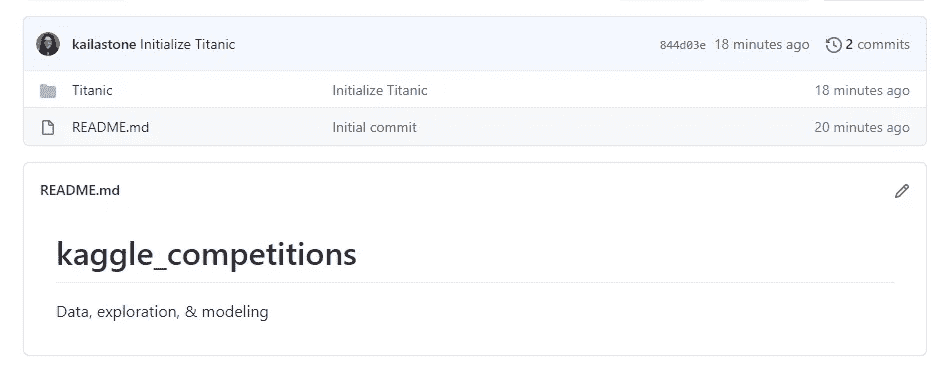 kailastone Initialize Titanic 844d03e 18 minutes ago 2 commits
Titanic Initialize Titanic 18 minutes ago
README.md Initial commit 20 minutes ago
README.md
kaggle_competitions
Data, exploration, & modeling